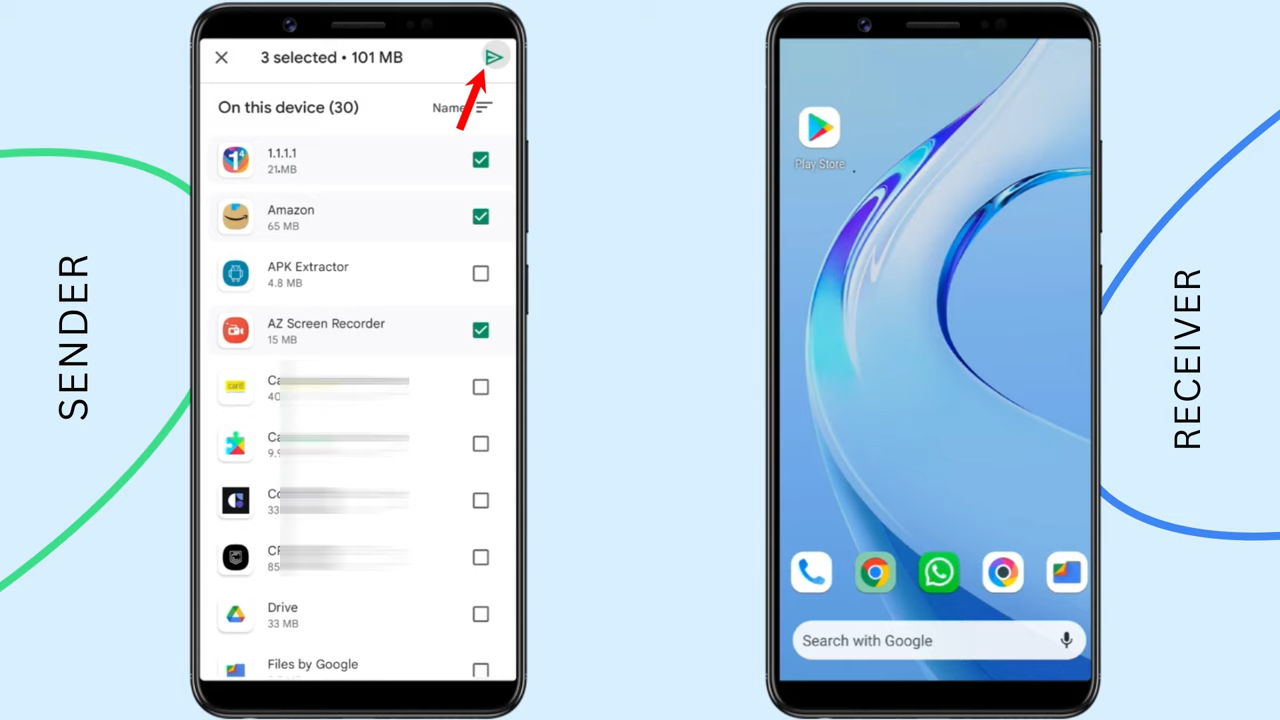 SENDER
3 selected • 101 MB
On this device (30)
Name
1.1.1.1
21 MB
Amazon
65 MB
APK Extractor
4.8 MB
AZ Screen Recorder
15 MB
Drive
33 MB
Files by Google
Play Store
Search with Google
RECEIVER